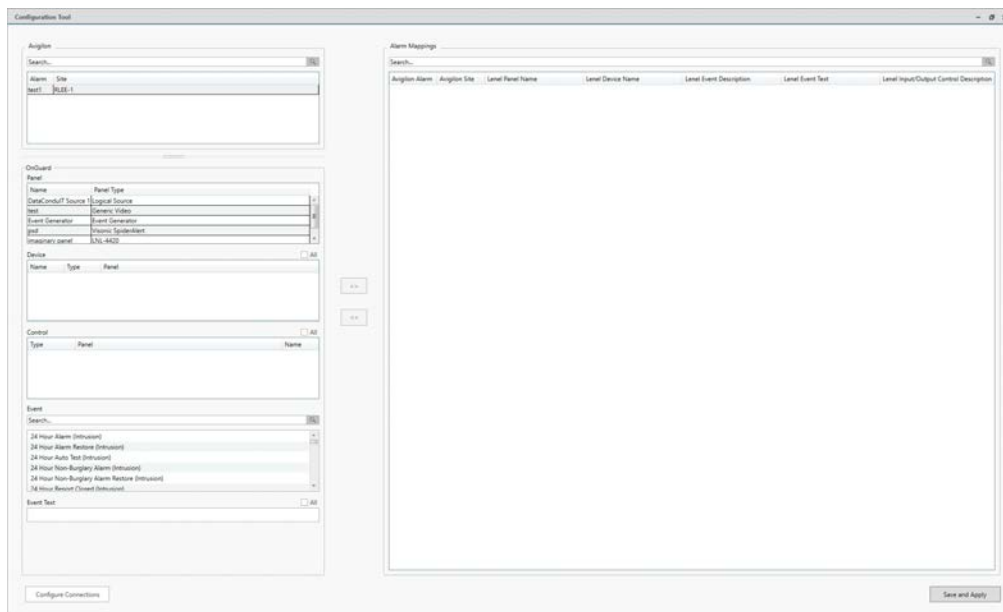 Configuration Tool
Avigilon
Search...
Alarm Site
test1 RLEE-1
OnGuard
Panel
Name Panel Type
DataConduIT Source 1 Logical Source
test Generic Video
Event Generator Event Generator
Visonic SpiderAlert
imaginary panel LNL-4420
Device All
Name Type Panel
Control All
Type Panel Name
Event
Search...
24 Hour Alarm (Intrusion)
24 Hour Alarm Restore (Intrusion)
24 Hour Auto Test (Intrusion)
24 Hour Non-Burglary Alarm (Intrusion)
24 Hour Non-Burglary Alarm Restore (Intrusion)
24 Hour Report Closed (Intrusion)
Event Text All
Configure Connections
Alarm Mappings
Search...
Avigilon Alarm Avigilon Site Lenel Panel Name Lenel Device Name Lenel Event Description Lenel Event Text Lenel Input/Output Control Description
Save and Apply